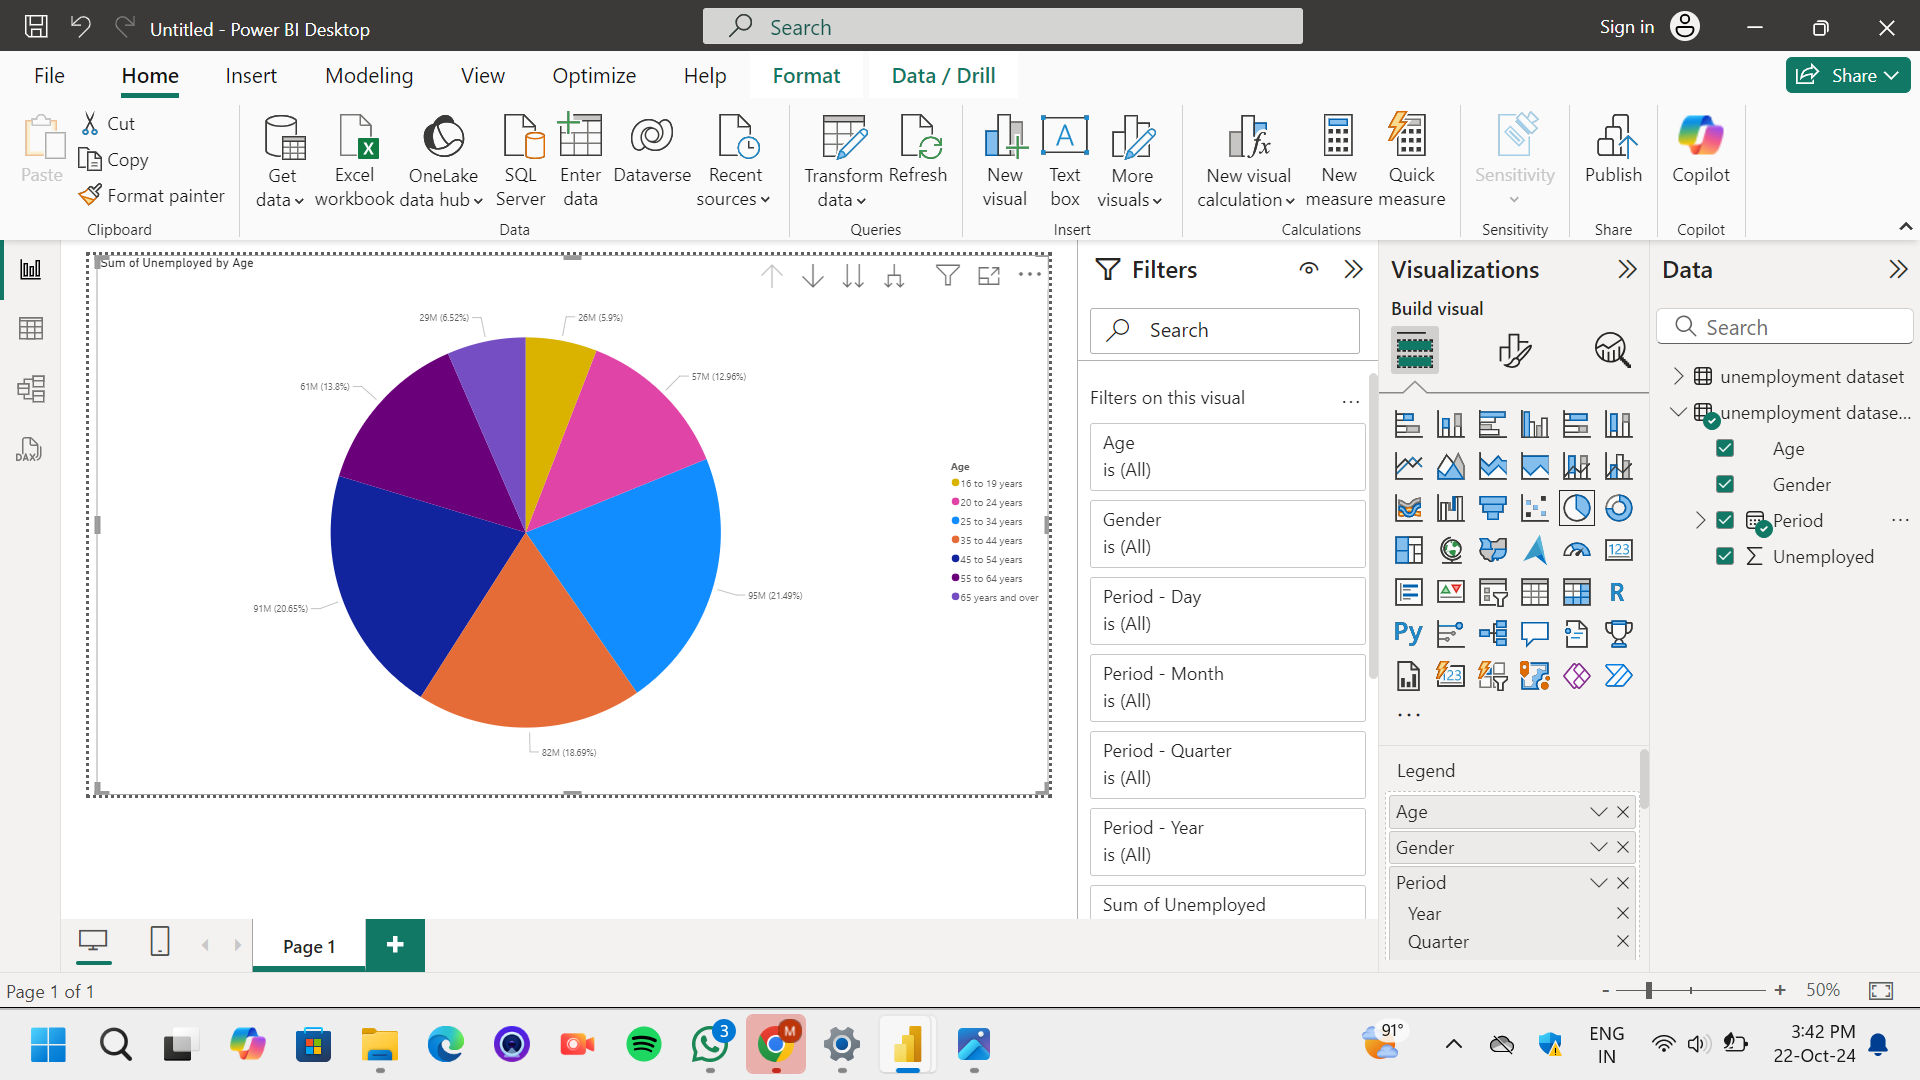 Untitled - Power BI Desktop
Search
Sign in
File
Home
Insert
Modeling
View
Optimize
Help
Format
Data / Drill
Share
Paste
Cut
Copy
Format painter
Clipboard
Get
data
Excel
workbook
OneLake
data hub
SQL
Server
Enter
data
Dataverse
Recent
sources
Data
Transform
data
Refresh
Queries
New
visual
Text
box
More
visuals
Insert
New visual
calculation
New
measure
Quick
measure
Calculations
Sensitivity
Sensitivity
Publish
Share
Copilot
Copilot
DAX
Sum of Unemployed by Age
29M (6.52%)
26M (5.9%)
61M (13.8%)
57M (12.96%)
91M (20.65%)
95M (21.49%)
82M (18.69%)
Age
16 to 19 years
20 to 24 years
25 to 34 years
35 to 44 years
45 to 54 years
55 to 64 years
65 years and over
Filters
Search
Filters on this visual
Age
is (All)
Gender
is (All)
Period - Day
is (All)
Period - Month
is (All)
Period - Quarter
is (All)
Period - Year
is (All)
Sum of Unemployed
Visualizations
Build visual
123
R
Py
123
Legend
Age
Gender
Period
Year
Quarter
Data
Search
unemployment dataset
unemployment datase...
Age
Gender
Period
Unemployed
Page 1
Page 1 of 1
50%
3
M
91°
ENG
IN
3:42 PM
22-Oct-24